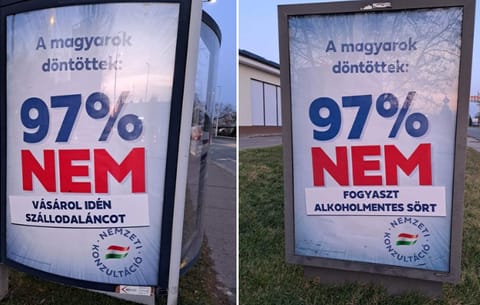 A magyarok
döntöttek:
97%
NEM
VÁSÁROL IDÉN
SZÁLLODALÁNCOT
NEMZETI
KONZULTÁCIÓ
A magyarok
döntöttek:
97%
NEM
FOGYASZT
ALKOHOLMENTES SÖRT
NEMZETI
KONZULTÁCIÓ